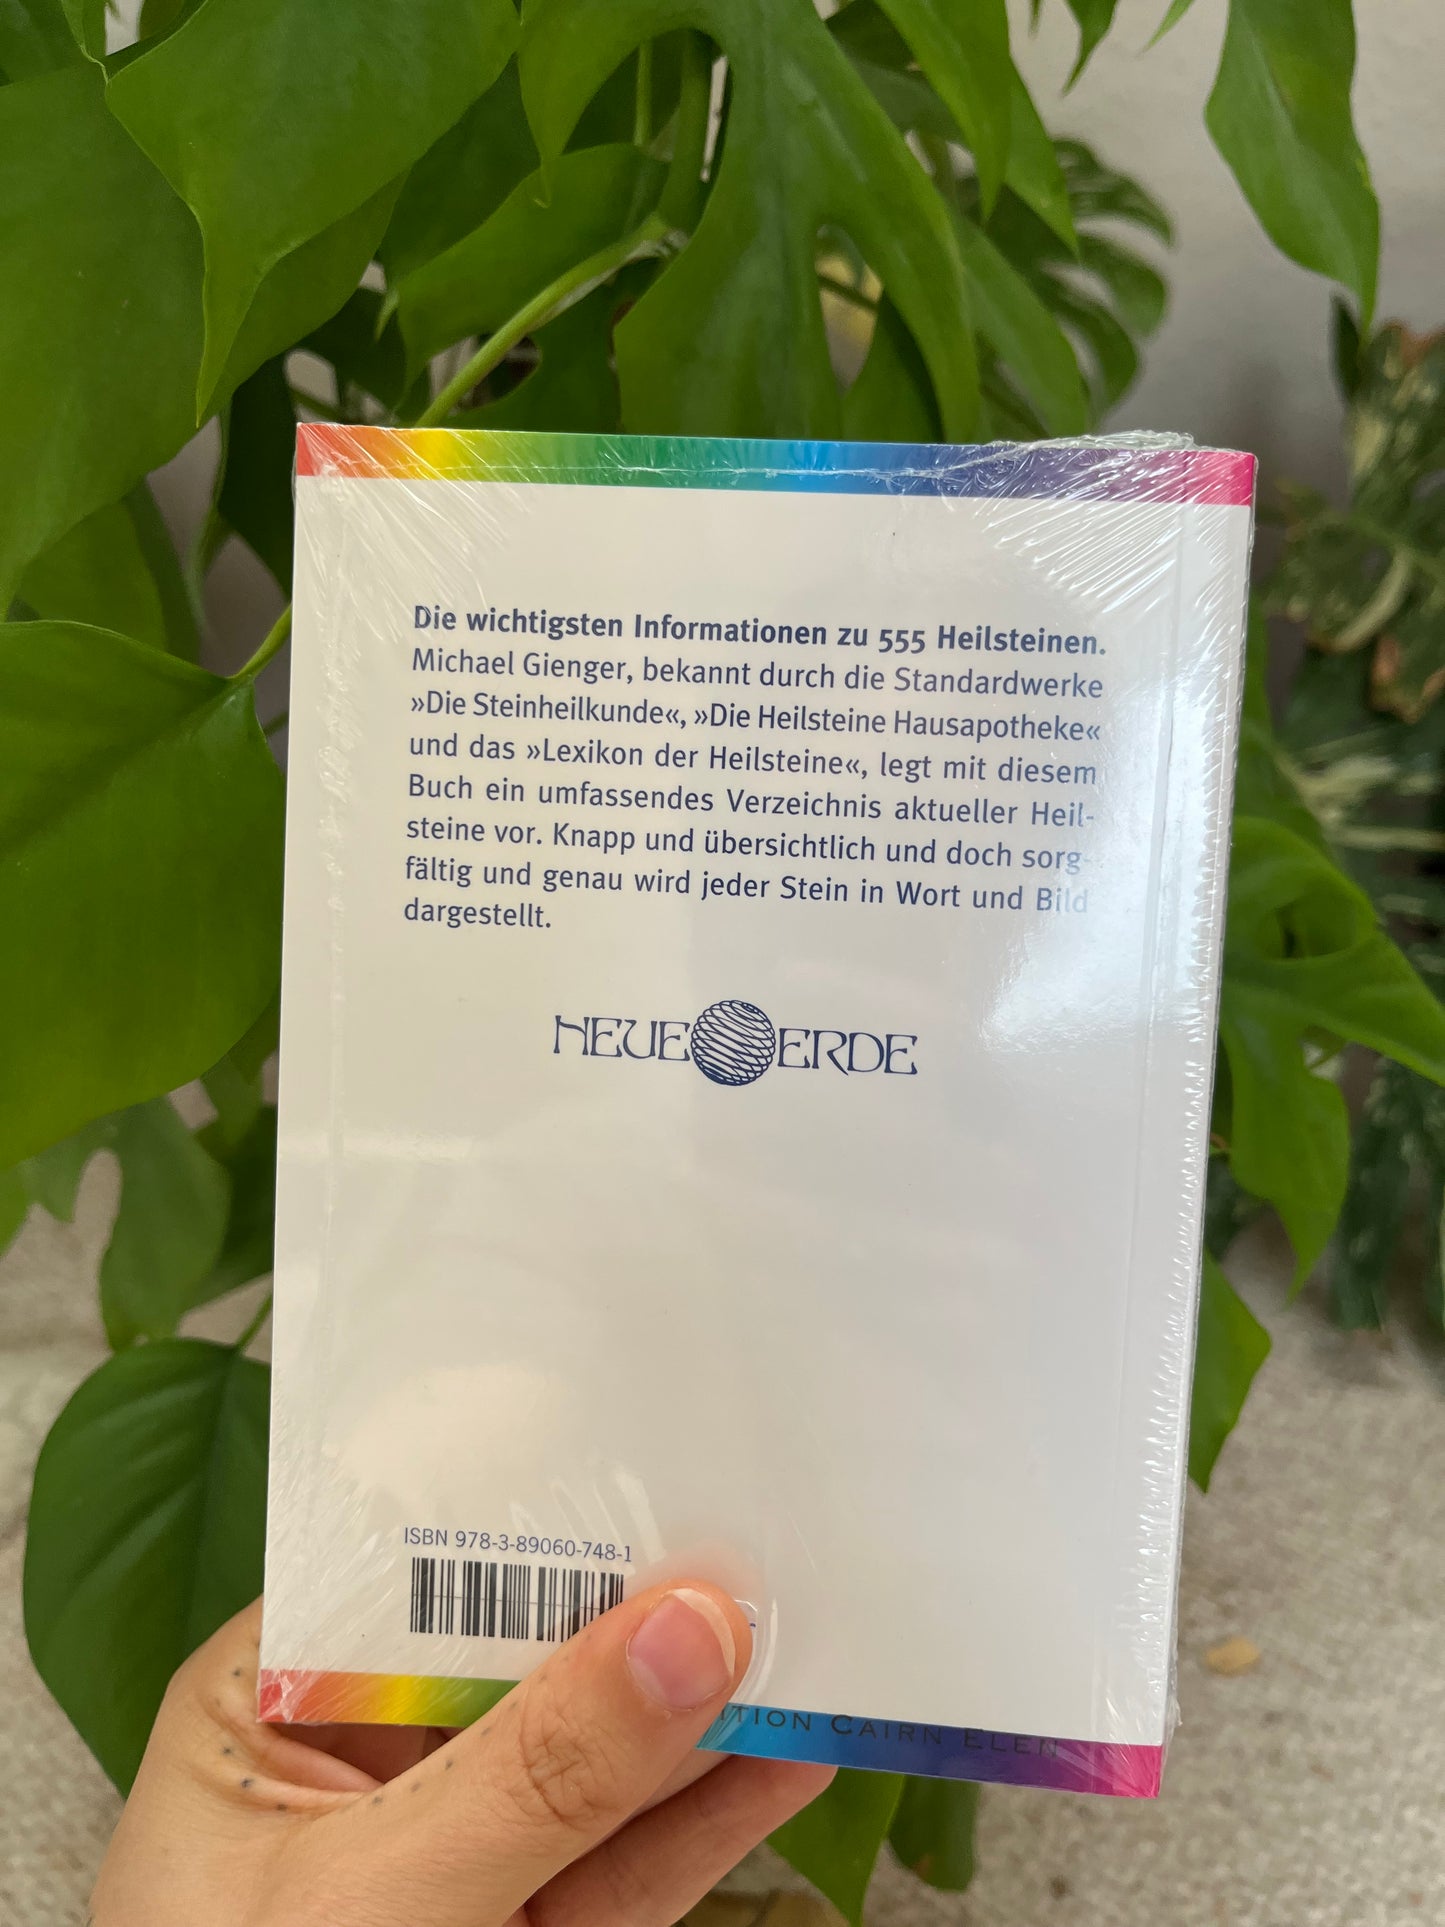 Die wichtigsten Informationen zu 555 Heilsteinen.
Michael Gienger, bekannt durch die Standardwerke
»Die Steinheilkunde«, »Die Heilsteine Hausapotheke«
und das »Lexikon der Heilsteine«, legt mit diesem
Buch ein umfassendes Verzeichnis aktueller Heil-
steine vor. Knapp und übersichtlich und doch sorg-
fältig und genau wird jeder Stein in Wort und Bild
dargestellt.
NEUE ERDE
ISBN 978-3-89060-748-1
CAIRN ELEN